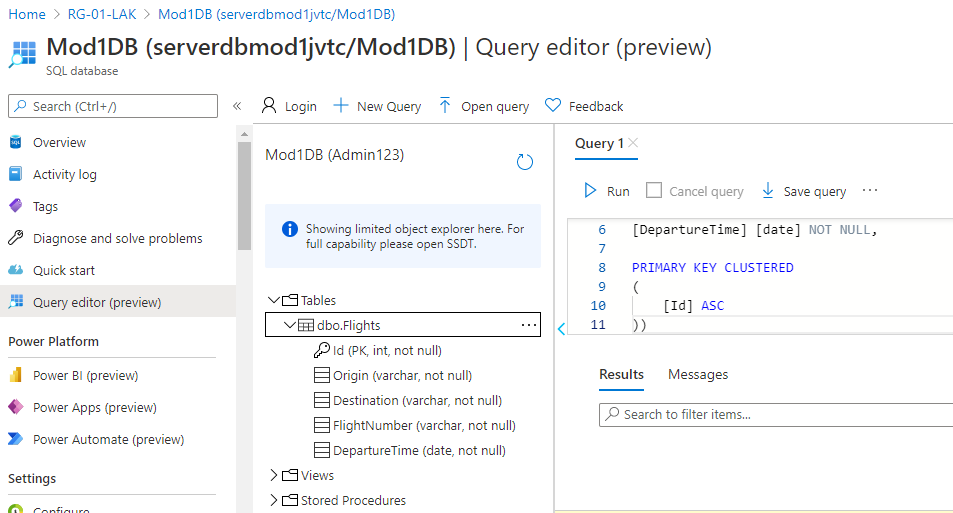 Home > RG-01-LAK > Mod1DB (serverdbmod1jvtc/Mod1DB)
Mod1DB (serverdbmod1jvtc/Mod1DB) | Query editor (preview)
SQL database
Search (Ctrl+/)
«
Overview
Activity log
Tags
Diagnose and solve problems
Quick start
Query editor (preview)
Power Platform
Power BI (preview)
Power Apps (preview)
Power Automate (preview)
Settings
Configure
Login
New Query
Open query
Feedback
Mod1DB (Admin123)
Showing limited object explorer here. For
full capability please open SSDT.
Tables
dbo.Flights ...
Id (PK, int, not null)
Origin (varchar, not null)
Destination (varchar, not null)
FlightNumber (varchar, not null)
DepartureTime (date, not null)
Views
Stored Procedures
Query 1
Run
Cancel query
Save query
...
6 [DepartureTime] [date] NOT NULL,
7
8 PRIMARY KEY CLUSTERED
9 (
10 [Id] ASC
11 ))
Results
Messages
Search to filter items...